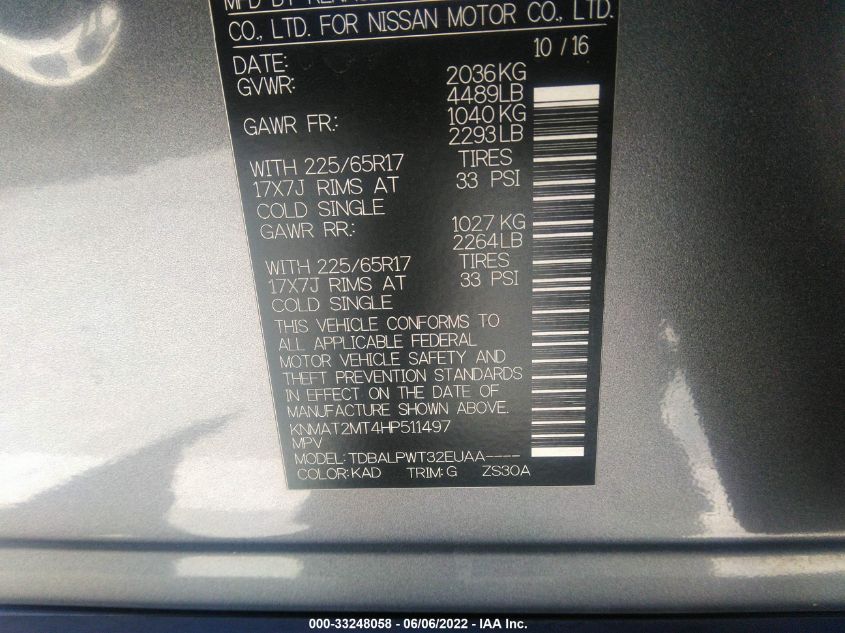 MFD BY
CO., LTD. FOR NISSAN MOTOR CO., LTD.
10 / 16
DATE:
GVWR: 2036KG
4489LB
GAWR FR.: 1040KG
2293LB
WITH 225/65R17 TIRES
17X7J RIMS AT 33 PSI
COLD SINGLE
GAWR RR.: 1027KG
2264LB
WITH 225/65R17 TIRES
17X7J RIMS AT 33 PSI
COLD SINGLE
THIS VEHICLE CONFORMS TO
ALL APPLICABLE FEDERAL
MOTOR VEHICLE SAFETY AND
THEFT PREVENTION STANDARDS
IN EFFECT ON THE DATE OF
MANUFACTURE SHOWN ABOVE.
KNMAT2MT4HP511497
MPV
MODEL:TDBALPWT32EUAA----
COLOR:KAD TRIM:G ZS30A
000-33248058 - 06/06/2022 - IAA Inc.